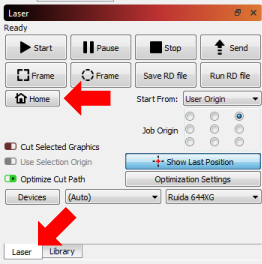 Laser
Ready
Start Pause Stop Send
Frame Frame Save RD file Run RD file
Home Start From: User Origin
Job Origin
Cut Selected Graphics
Use Selection Origin Show Last Position
Optimize Cut Path Optimization Settings
Devices (Auto) Ruida 644XG
Laser Library